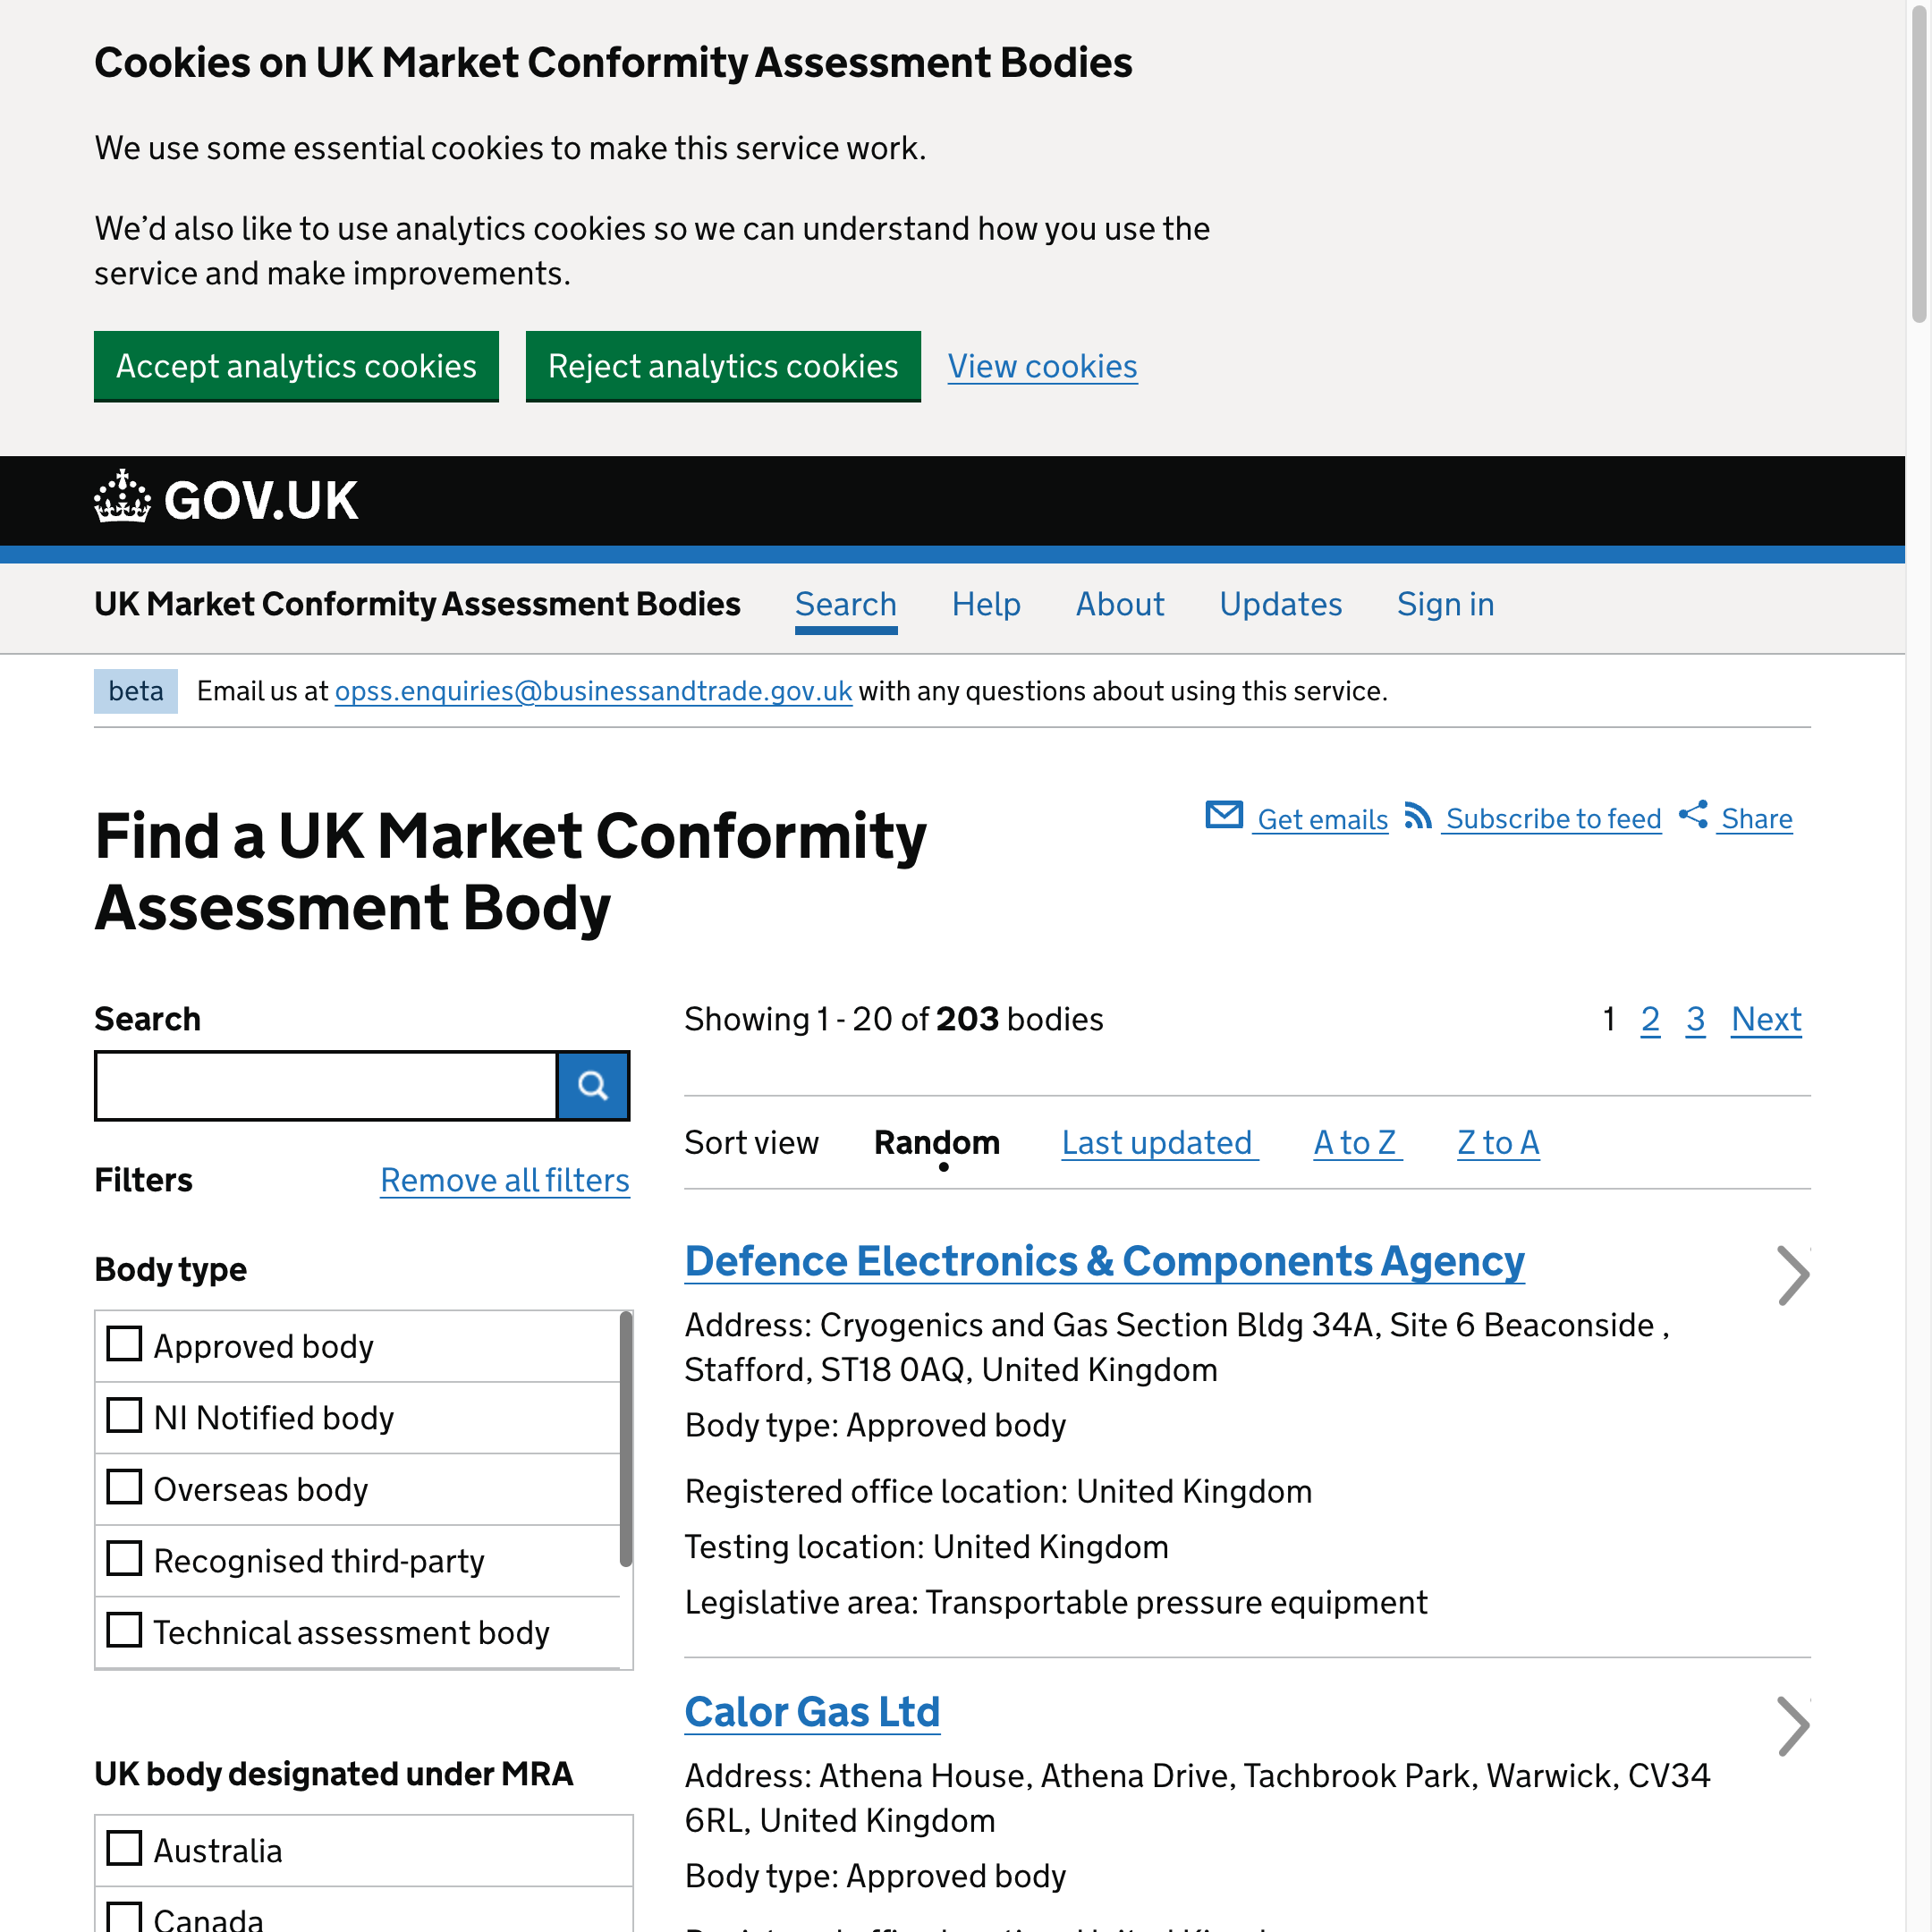 Cookies on UK Market Conformity Assessment Bodies
We use some essential cookies to make this service work.
We'd also like to use analytics cookies so we can understand how you use the
service and make improvements.
Accept analytics cookies
Reject analytics cookies
View cookies
GOV.UK
UK Market Conformity Assessment Bodies
Search
Help
About
Updates
Sign in
beta
Email us at opss.enquiries@businessandtrade.gov.uk with any questions about using this service.
Find a UK Market Conformity
Assessment Body
Get emails
Subscribe to feed
Share
Search
Filters
Remove all filters
Body type
Approved body
NI Notified body
Overseas body
Recognised third-party
Technical assessment body
UK body designated under MRA
Australia
Canada
Showing 1 - 20 of 203 bodies
1 2 3 Next
Sort view
Random
Last updated
A to Z
Z to A
Defence Electronics & Components Agency
Address: Cryogenics and Gas Section Bldg 34A, Site 6 Beaconside ,
Stafford, ST18 0AQ, United Kingdom
Body type: Approved body
Registered office location: United Kingdom
Testing location: United Kingdom
Legislative area: Transportable pressure equipment
Calor Gas Ltd
Address: Athena House, Athena Drive, Tachbrook Park, Warwick, CV34
6RL, United Kingdom
Body type: Approved body